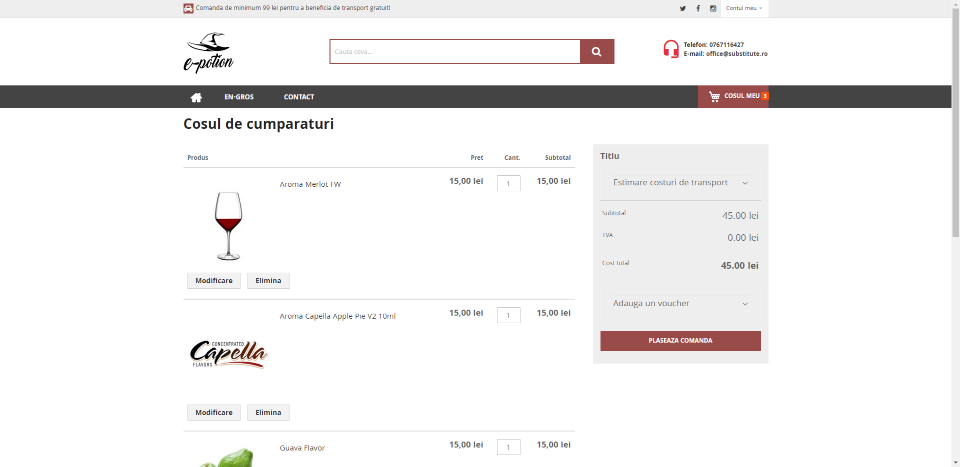 Comanda de minimum 99 lei pentru a beneficia de transport gratuit!
Contul meu
e-potion
Cauta ceva...
Telefon: 0767116427
E-mail: office@substitute.ro
EN-GROS
CONTACT
COSUL MEU 3
Cosul de cumparaturi
Produs
Pret
Cant.
Subtotal
Aroma Merlot FW
15,00 lei
1
15,00 lei
Modificare
Elimina
Aroma Capella Apple Pie V2 10ml
15,00 lei
1
15,00 lei
CONCENTRATED
Capella
FLAVORS
Modificare
Elimina
Guava Flavor
15,00 lei
1
15,00 lei
Titlu
Estimare costuri de transport
Subtotal
45.00 lei
TVA
0.00 lei
Cost total
45.00 lei
Adauga un voucher
PLASEAZA COMANDA